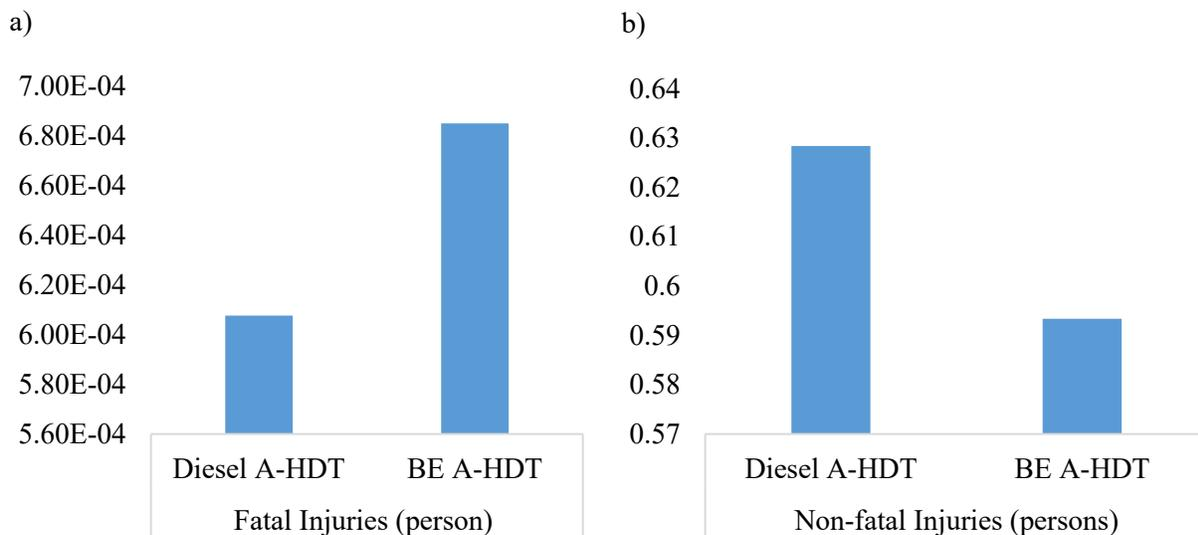 a)
7.00E-04
6.80E-04
6.60E-04
6.40E-04
6.20E-04
6.00E-04
5.80E-04
5.60E-04
Diesel A-HDT
BE A-HDT
Fatal Injuries (person)
b)
0.64
0.63
0.62
0.61
0.6
0.59
0.58
0.57
Diesel A-HDT
BE A-HDT
Non-fatal Injuries (persons)